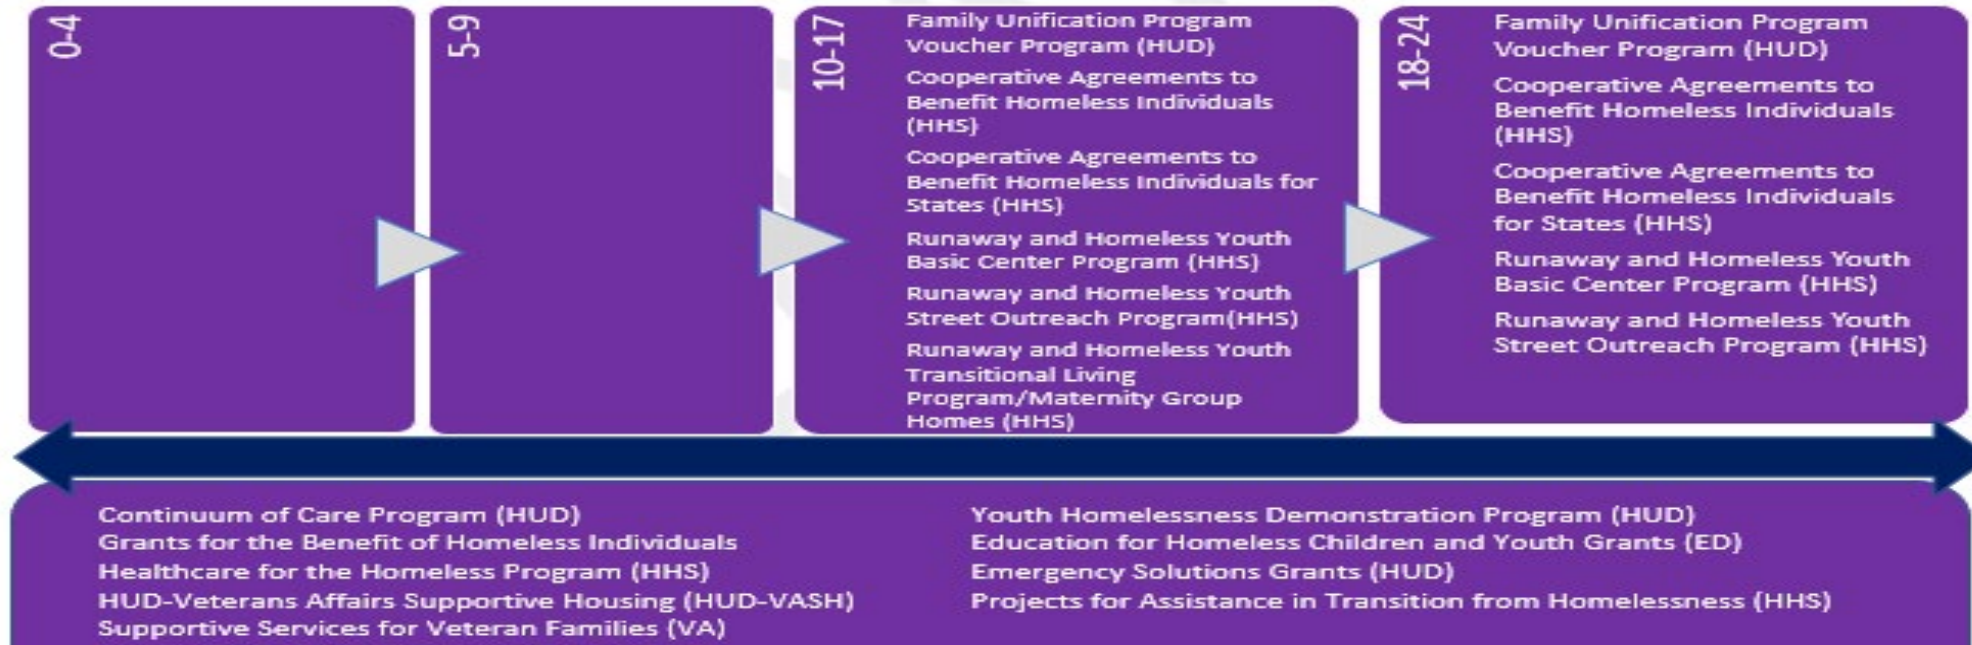 0-4
5-9
10-17
Family Unification Program
Voucher Program (HUD)
Cooperative Agreements to
Benefit Homeless Individuals
(HHS)
Cooperative Agreements to
Benefit Homeless Individuals for
States (HHS)
Runaway and Homeless Youth
Basic Center Program (HHS)
Runaway and Homeless Youth
Street Outreach Program(HHS)
Runaway and Homeless Youth
Transitional Living
Program/Maternity Group
Homes (HHS)
18-24
Family Unification Program
Voucher Program (HUD)
Cooperative Agreements to
Benefit Homeless Individuals
(HHS)
Cooperative Agreements to
Benefit Homeless Individuals
for States (HHS)
Runaway and Homeless Youth
Basic Center Program (HHS)
Runaway and Homeless Youth
Street Outreach Program (HHS)
Continuum of Care Program (HUD)
Grants for the Benefit of Homeless Individuals
Healthcare for the Homeless Program (HHS)
HUD-Veterans Affairs Supportive Housing (HUD-VASH)
Supportive Services for Veteran Families (VA)
Youth Homelessness Demonstration Program (HUD)
Education for Homeless Children and Youth Grants (ED)
Emergency Solutions Grants (HUD)
Projects for Assistance in Transition from Homelessness (HHS)